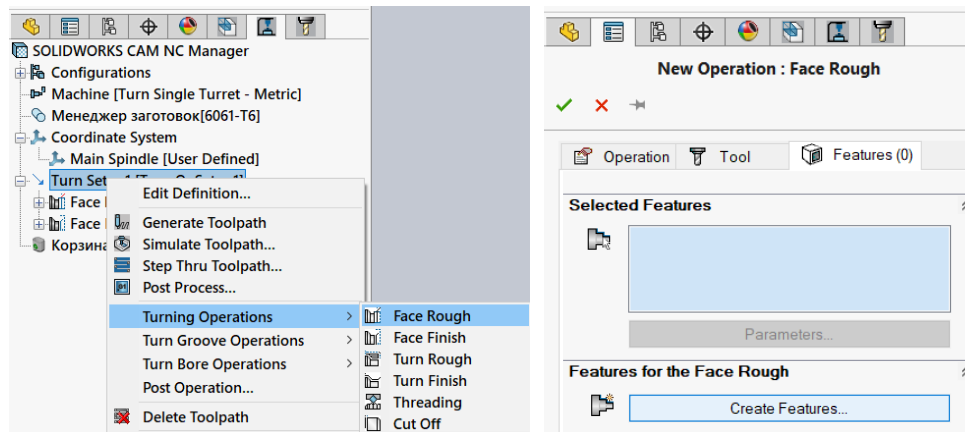 SOLIDWORKS CAM NC Manager
Configurations
Machine [Turn Single Turret - Metric]
Менеджер заготовок[6061-T6]
Coordinate System
Main Spindle [User Defined]
Turn
Face
Face
Корзина
Edit Definition...
Generate Toolpath
Simulate Toolpath...
Step Thru Toolpath...
Post Process...
Turning Operations
Turn Groove Operations
Turn Bore Operations
Post Operation...
Delete Toolpath
Face Rough
Face Finish
Turn Rough
Turn Finish
Threading
Cut Off
New Operation : Face Rough
Operation
Tool
Features (0)
Selected Features
Parameters...
Features for the Face Rough
Create Features...